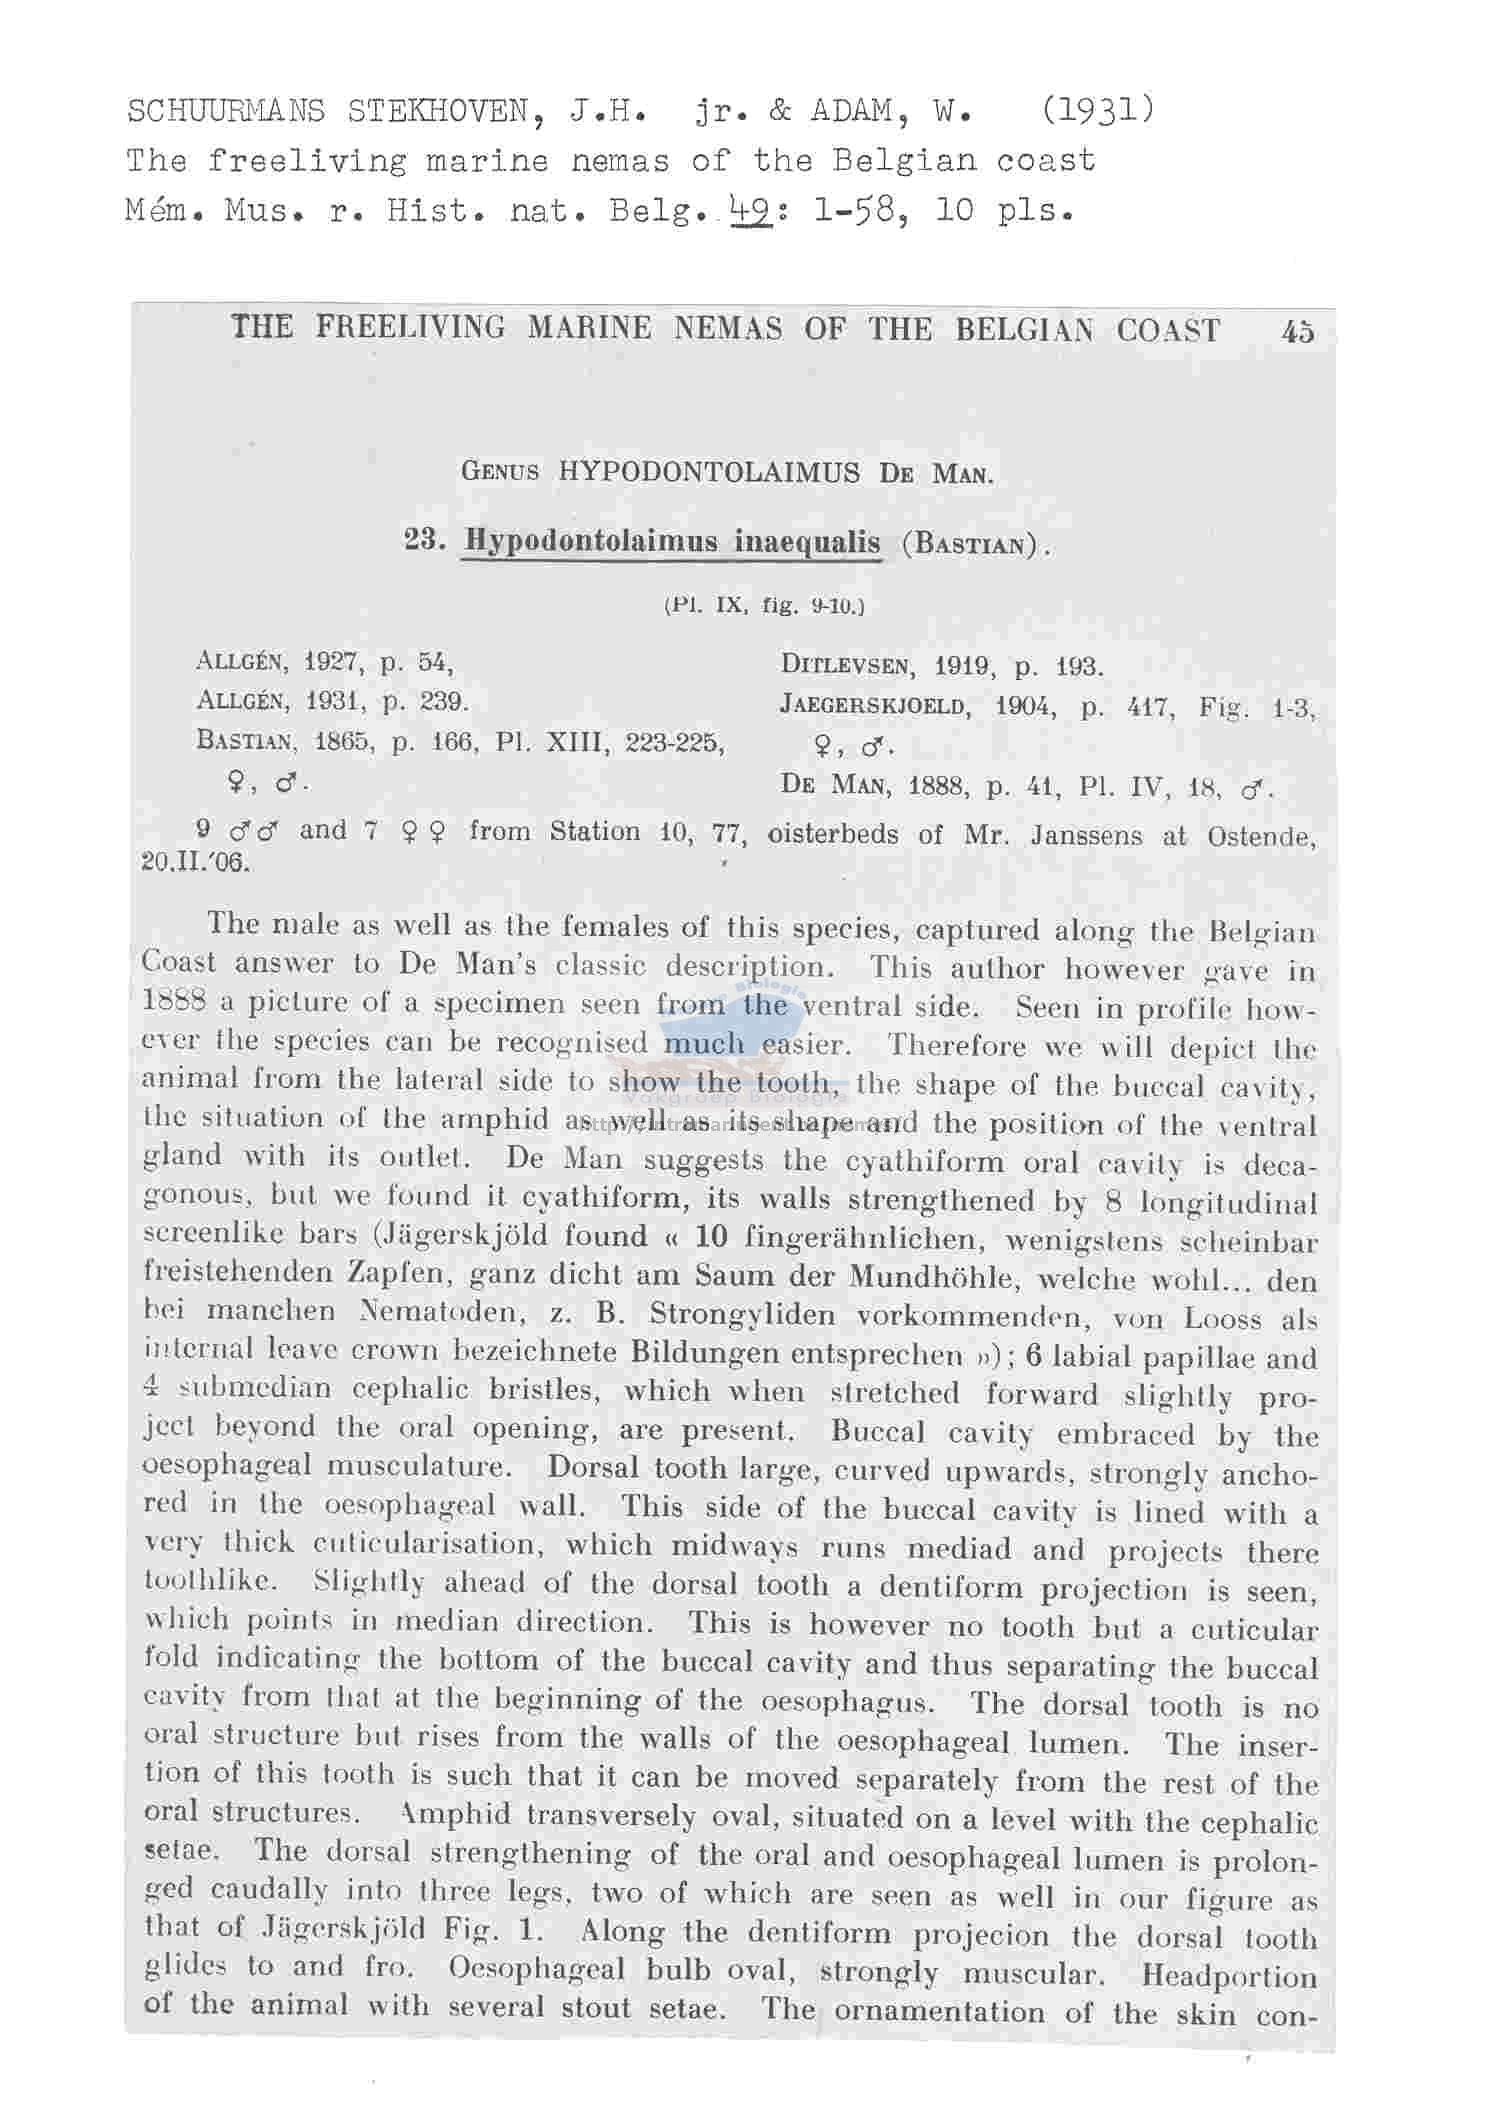 SCHUURMANS STEKHOVEN, J.H. jr. & ADAM, W. (1931)
The freeliving marine nemas of the Belgian coast
Mém. Mus. r. Hist. nat. Belg. 49: 1-58, 10 pls.
THE FREELIVING MARINE NEMAS OF THE BELGIAN COAST 45
GENUS HYPODONTOLAIMUS DE MAN.
23. Hypodontolaimus inaequalis (BASTIAN).
(Pl. IX, fig. 9-10.)
ALLGÉN, 1927, p. 54,
ALLGÉN, 1931, p. 239.
BASTIAN, 1865, p. 166, Pl. XIII, 223-225,
♀, ♂.
DITLEVSEN, 1919, p. 193.
JAEGERSKJOELD, 1904, p. 417, Fig. 1-3,
♀, ♂.
DE MAN, 1888, p. 41, Pl. IV, 18, ♂.
9 ♂♂ and 7 ♀♀ from Station 10, 77, oisterbeds of Mr. Janssens at Ostende,
20.II.'06.
The male as well as the females of this species, captured along the Belgian
Coast answer to De Man's classic description. This author however gave in
1888 a picture of a specimen seen from the ventral side. Seen in profile how-
ever the species can be recognised much easier. Therefore we will depict the
animal from the lateral side to show the tooth, the shape of the buccal cavity,
the situation of the amphid as well as its shape and the position of the ventral
gland with its outlet. De Man suggests the cyathiform oral cavity is deca-
gonous, but we found it cyathiform, its walls strengthened by 8 longitudinal
screenlike bars (Jägerskjöld found « 10 fingerähnlichen, wenigstens scheinbar
freistehenden Zapfen, ganz dicht am Saum der Mundhöhle, welche wohl... den
bei manchen Nematoden, z. B. Strongyliden vorkommenden, von Looss als
internal leave crown bezeichnete Bildungen entsprechen »); 6 labial papillae and
4 submedian cephalic bristles, which when stretched forward slightly pro-
ject beyond the oral opening, are present. Buccal cavity embraced by the
oesophageal musculature. Dorsal tooth large, curved upwards, strongly ancho-
red in the oesophageal wall. This side of the buccal cavity is lined with a
very thick cuticularisation, which midways runs mediad and projects there
toothlike. Slightly ahead of the dorsal tooth a dentiform projection is seen,
which points in median direction. This is however no tooth but a cuticular
fold indicating the bottom of the buccal cavity and thus separating the buccal
cavity from that at the beginning of the oesophagus. The dorsal tooth is no
oral structure but rises from the walls of the oesophageal lumen. The inser-
tion of this tooth is such that it can be moved separately from the rest of the
oral structures. Amphid transversely oval, situated on a level with the cephalic
setae. The dorsal strengthening of the oral and oesophageal lumen is prolon-
ged caudally into three legs, two of which are seen as well in our figure as
that of Jägerskjöld Fig. 1. Along the dentiform projecion the dorsal tooth
glides to and fro. Oesophageal bulb oval, strongly muscular. Headportion
of the animal with several stout setae. The ornamentation of the skin con-
Vakgroep Biologie